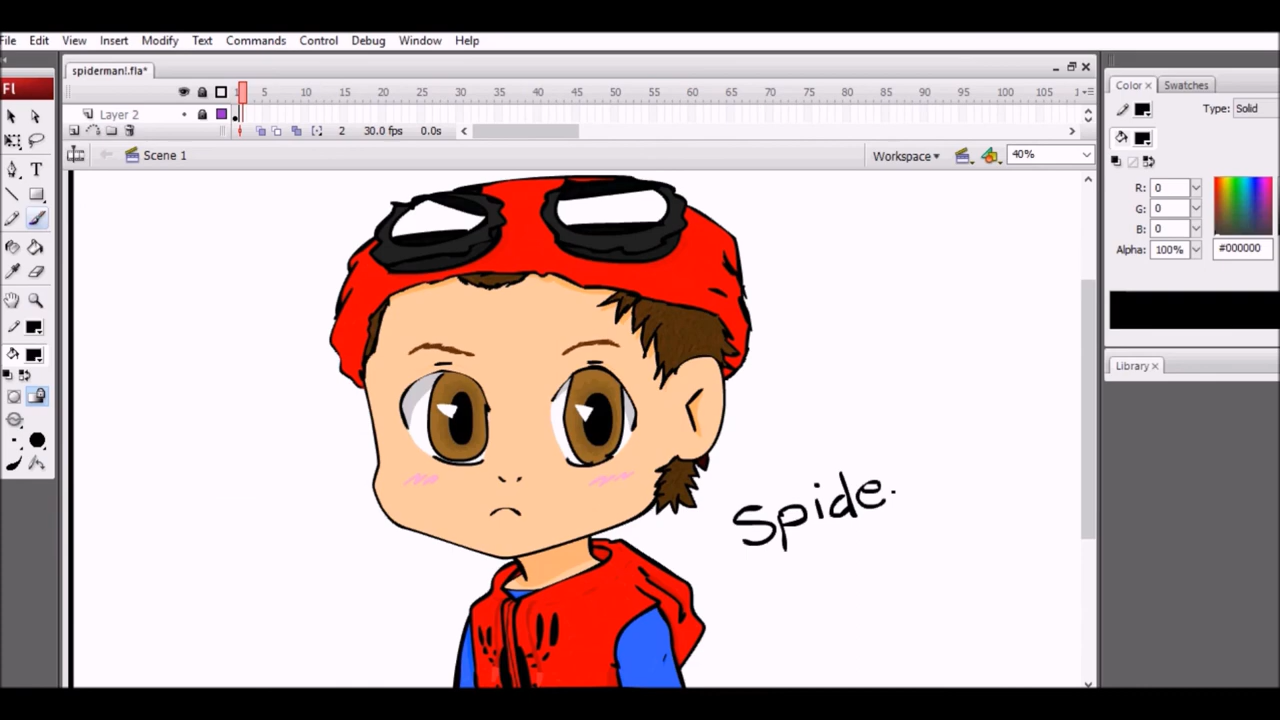 File Edit View Insert Modify Text Commands Control Debug Window Help
spiderman!.fla*
Fl
5 10 15 20 25 30 35 40 45 50 55 60 65 70 75 80 85 90 95 100 105
Layer 2
2 30.0 fps 0.0s
Scene 1 Workspace 40%
Color Swatches
Type: Solid
R: 0
G: 0
B: 0
Alpha: 100% #000000
Library
Spide.